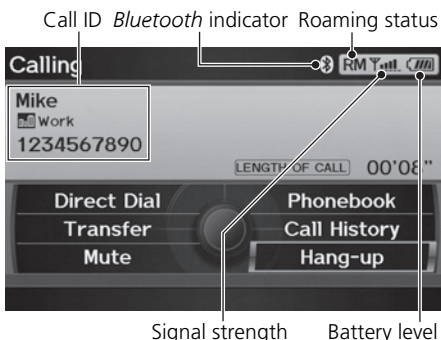 Call ID Bluetooth indicator Roaming status
Calling
RM
Mike
Work
1234567890
LENGTH OF CALL 00'08"
Direct Dial Phonebook
Transfer Call History
Mute Hang-up
Signal strength Battery level